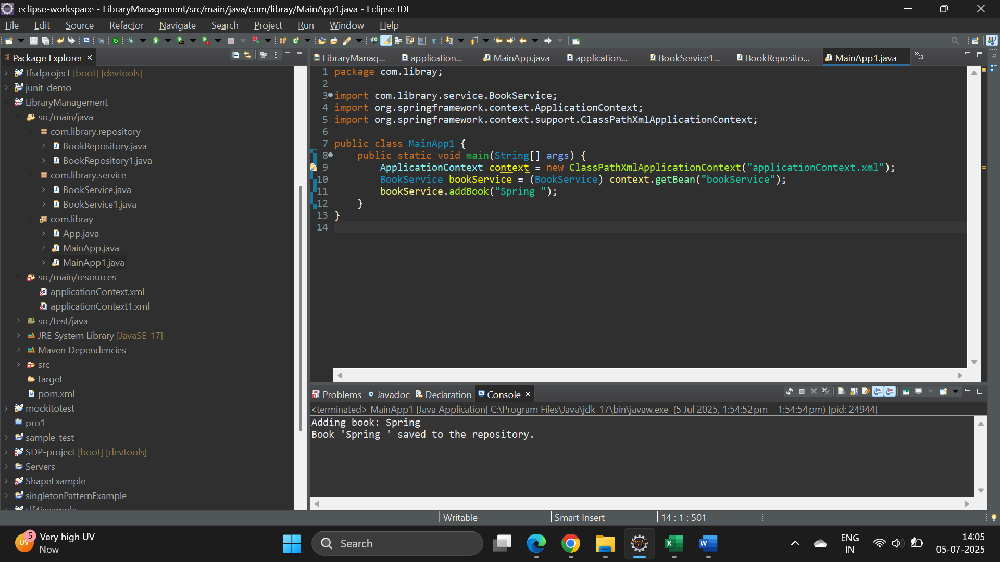 eclipse-workspace - LibraryManagement/src/main/java/com/libray/MainApp1.java - Eclipse IDE
File Edit Source Refactor Navigate Search Project Run Window Help
Package Explorer
Jfsdproject [boot] [devtools]
junit-demo
LibraryManagement
src/main/java
com.library.repository
BookRepository.java
BookRepository1.java
com.library.service
BookService.java
BookService1.java
com.libray
App.java
MainApp.java
MainApp1.java
src/main/resources
applicationContext.xml
applicationContext1.xml
src/test/java
JRE System Library [JavaSE-17]
Maven Dependencies
src
target
pom.xml
mockitotest
pro1
sample_test
SDP-project [boot] [devtools]
Servers
ShapeExample
singletonPatternExample
slf4jexample
LibraryManag... application... MainApp.java application... BookService1... BookReposito... MainApp1.java »33
1 package com.libray;
2
3 import com.library.service.BookService;
4 import org.springframework.context.ApplicationContext;
5 import org.springframework.context.support.ClassPathXmlApplicationContext;
6
7 public class MainApp1 {
8 public static void main(String[] args) {
9 ApplicationContext context = new ClassPathXmlApplicationContext("applicationContext.xml");
10 BookService bookService = (BookService) context.getBean("bookService");
11 bookService.addBook("Spring ");
12 }
13 }
14
Problems Javadoc Declaration Console
<terminated> MainApp1 [Java Application] C:\Program Files\Java\jdk-17\bin\javaw.exe (5 Jul 2025, 1:54:52 pm – 1:54:54 pm) [pid: 24944]
Adding book: Spring
Book 'Spring ' saved to the repository.
Writable Smart Insert 14 : 1 : 501
5
UV
Very high UV
Now
Search
Java EE
IDE
X
W
ENG
IN
14:05
05-07-2025